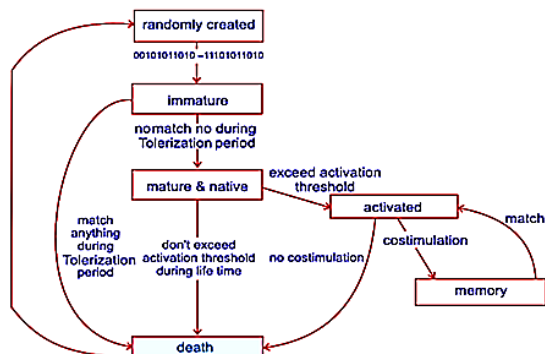 randomly created
00101011010 –11101011010
immature
nomatch no during
Tolerization period
exceed activation
threshold
mature & native
activated
match
anything
during
Tolerization
period
don't exceed
activation threshold
during life time
no costimulation
costimulation
match
memory
death